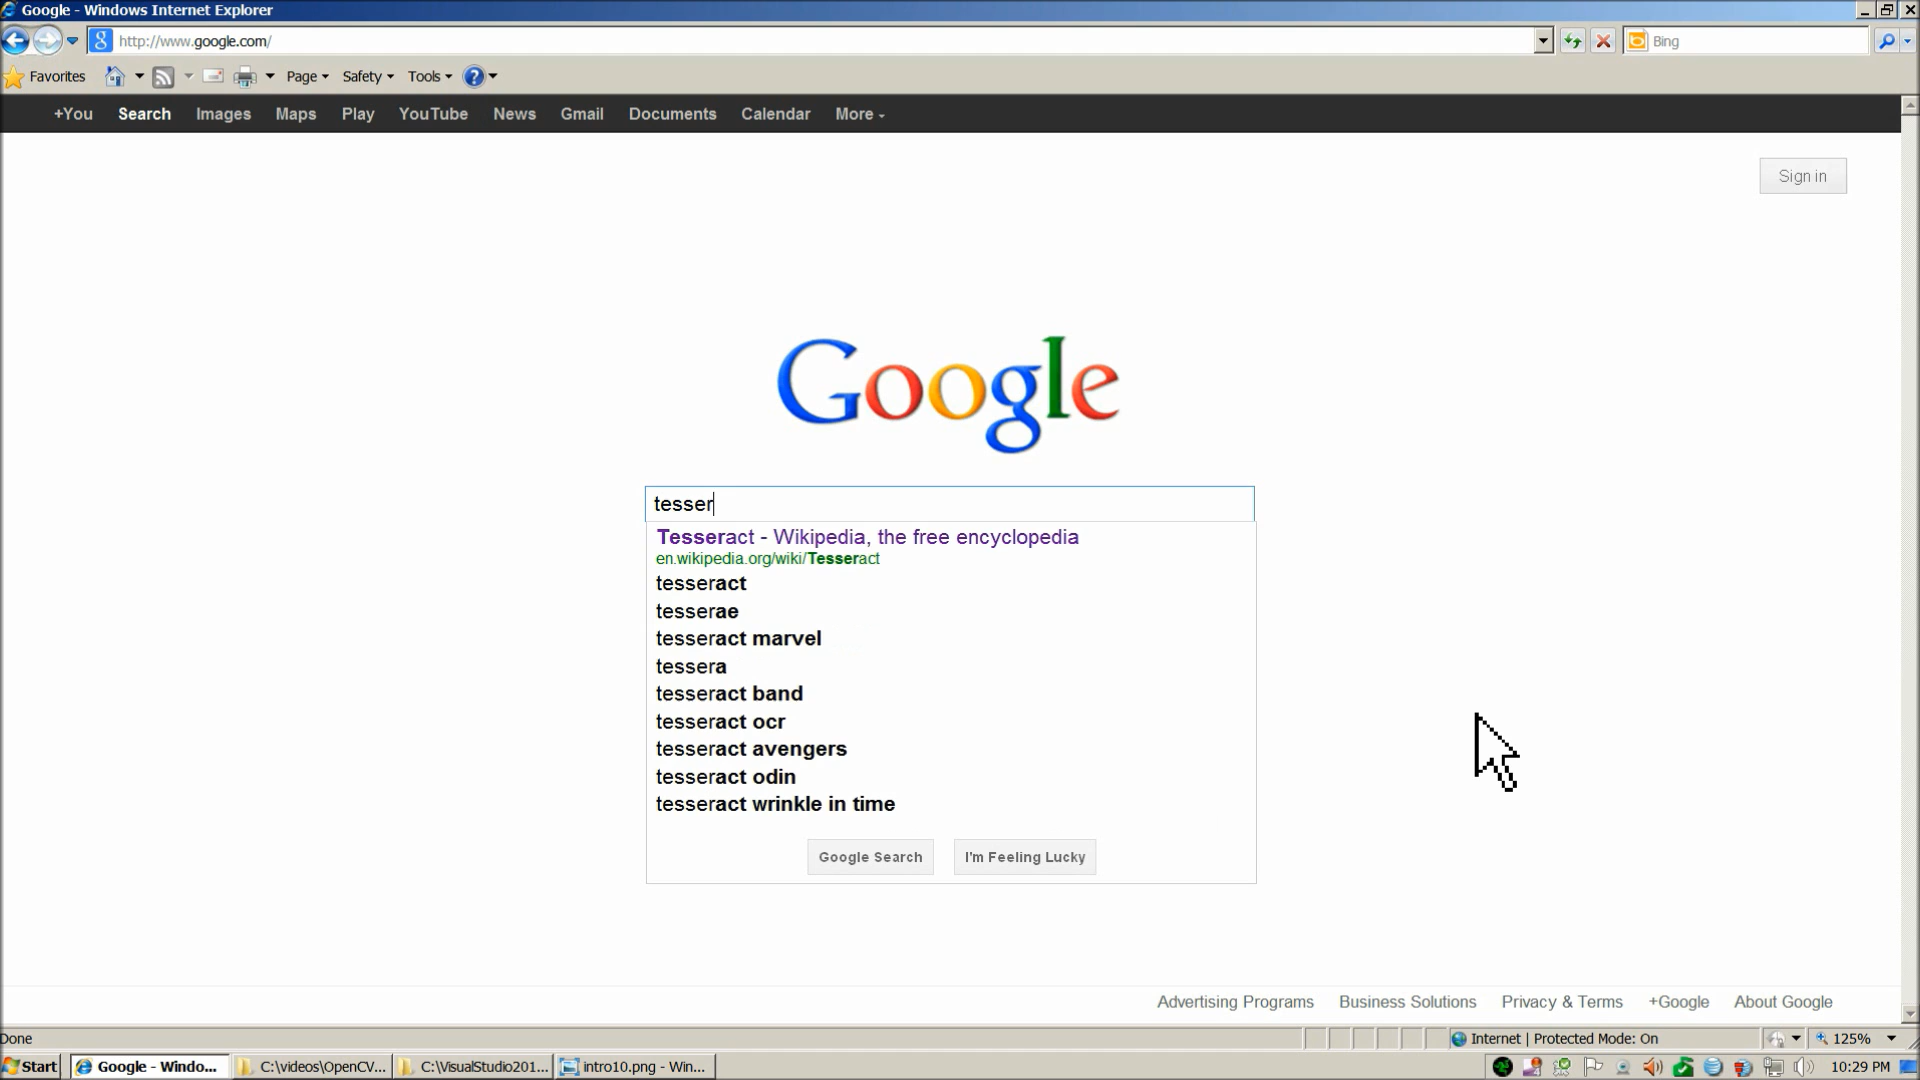 Google - Windows Internet Explorer
http://www.google.com/
Bing
Favorites Page Safety Tools
+You Search Images Maps Play YouTube News Gmail Documents Calendar More
Sign in
Google
tesser
Tesseract - Wikipedia, the free encyclopedia
en.wikipedia.org/wiki/Tesseract
tesseract
tesserae
tesseract marvel
tessera
tesseract band
tesseract ocr
tesseract avengers
tesseract odin
tesseract wrinkle in time
Google Search I'm Feeling Lucky
Advertising Programs Business Solutions Privacy & Terms +Google About Google
Done Internet | Protected Mode: On 125%
Start Google - Windo... C:\videos\OpenCV... C:\VisualStudio201... intro10.png - Win... 10:29 PM